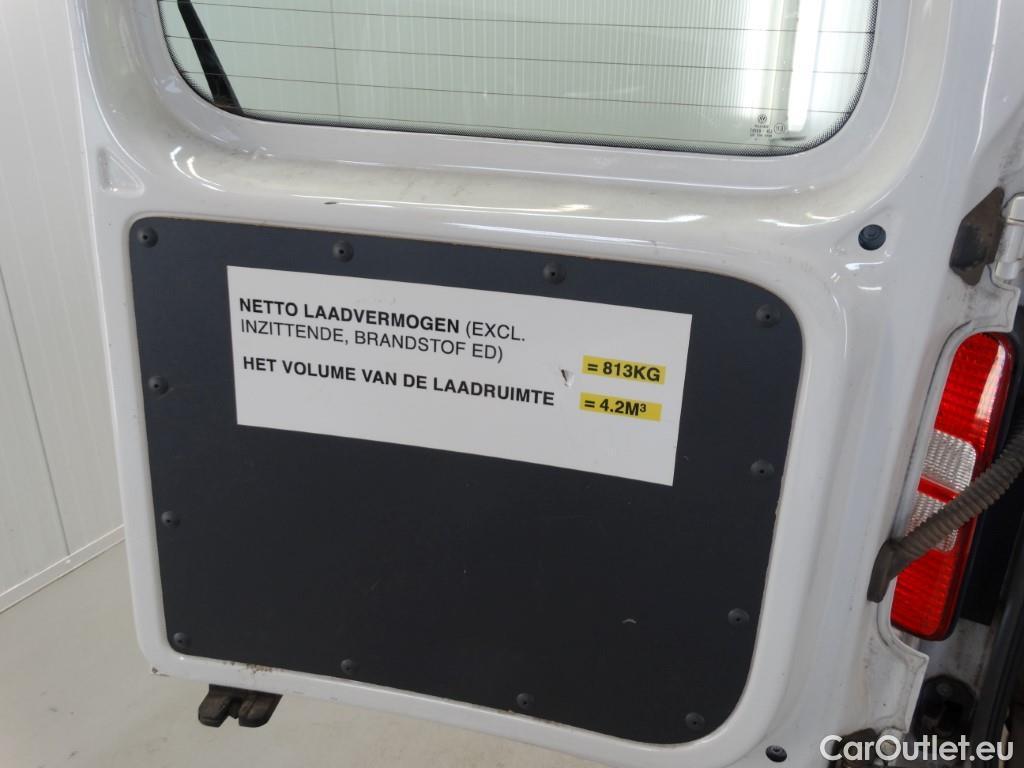 NETTO LAADVERMOGEN (EXCL.
INZITTENDE, BRANDSTOF ED)
= 813KG
HET VOLUME VAN DE LAADRUIMTE
= 4.2M³
CarOutlet.eu